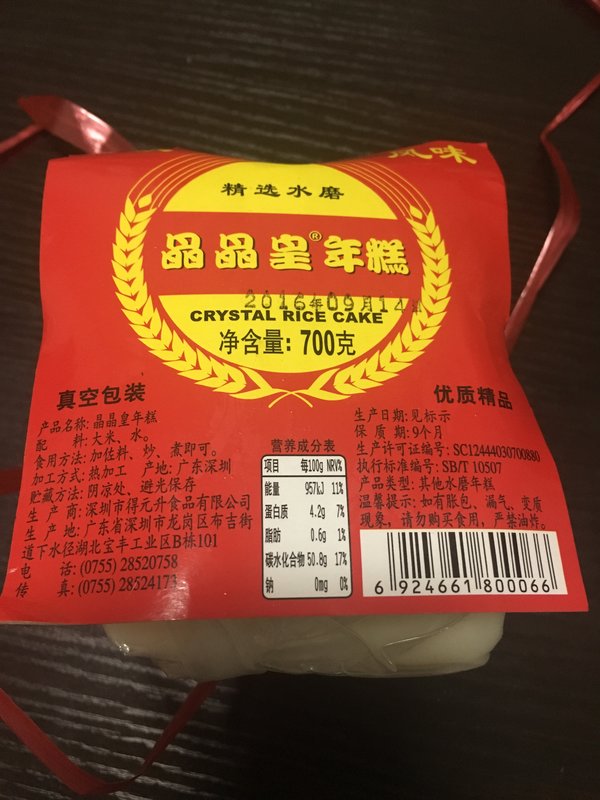 风味
精选水磨
晶晶皇®年糕
2016年09月14
CRYSTAL RICE CAKE
净含量：700克
真空包装
产品名称:晶晶皇年糕
配 料:大米、水。
食用方法:加佐料、炒、煮即可。
加工方式:热加工 产地:广东深圳
贮藏方法:阴凉处、避光保存
生 产 商:深圳市得元升食品有限公司
生 产 地:广东省深圳市龙岗区布吉街
道下水径湖北宝丰工业区B栋101
电 话:(0755) 28520758
传 真:(0755) 28524173
营养成分表
项目 每100g NRV%
能量 957kJ 11%
蛋白质 4.2g 7%
脂肪 0.6g 1%
碳水化合物 50.8g 17%
钠 0mg 0%
优质精品
生产日期:见标示
保 质 期:9个月
生产许可证编号: SC12444030700880
执行标准编号: SB/T 10507
产品类型:其他水磨年糕
温馨提示:如有胀包、漏气、变质
现象，请勿购买食用，严禁油炸。
6 924661 800066